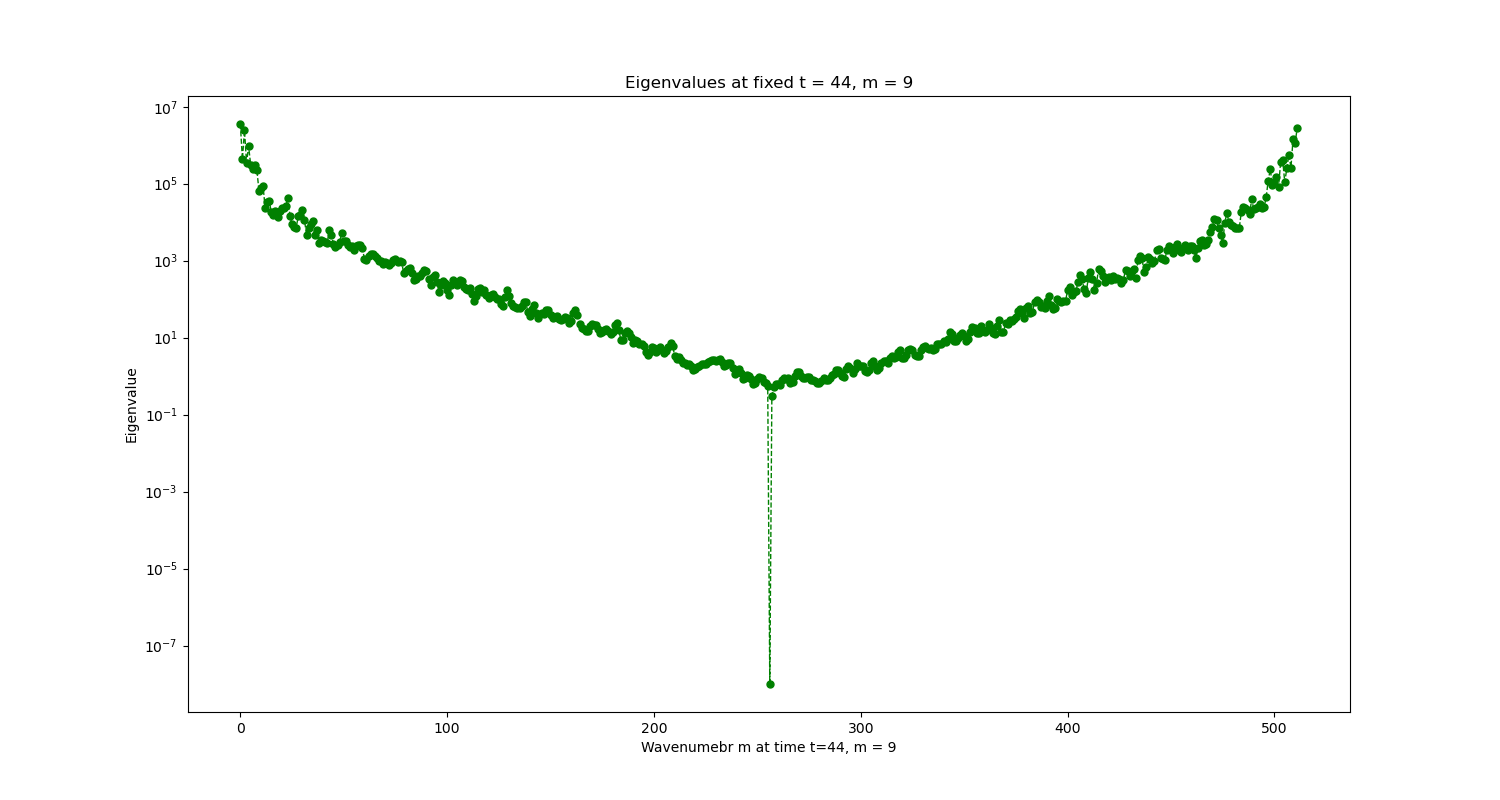 Eigenvalues at fixed t = 44, m = 9
10^7
10^5
10^3
10^1
10^−1
10^−3
10^−5
10^−7
Eigenvalue
0 100 200 300 400 500
Wavenumebr m at time t=44, m = 9